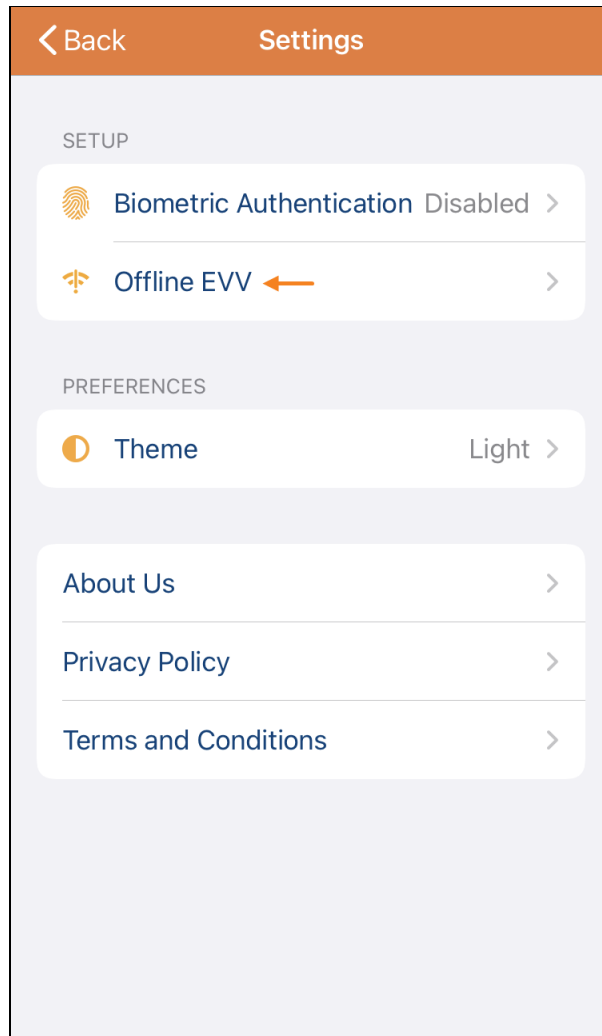 Back Settings
SETUP
Biometric Authentication Disabled
Offline EVV
PREFERENCES
Theme Light
About Us
Privacy Policy
Terms and Conditions